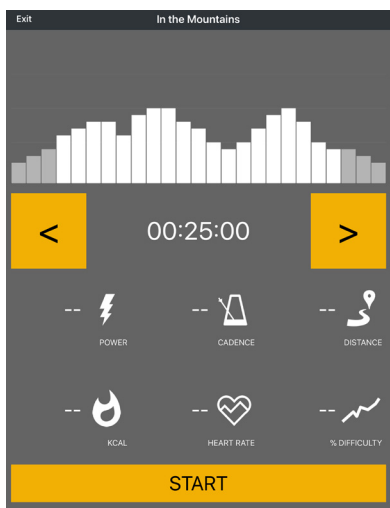 Exit In the Mountains
< 00:25:00 >
-- -- --
POWER CADENCE DISTANCE
-- -- --
KCAL HEART RATE % DIFFICULTY
START